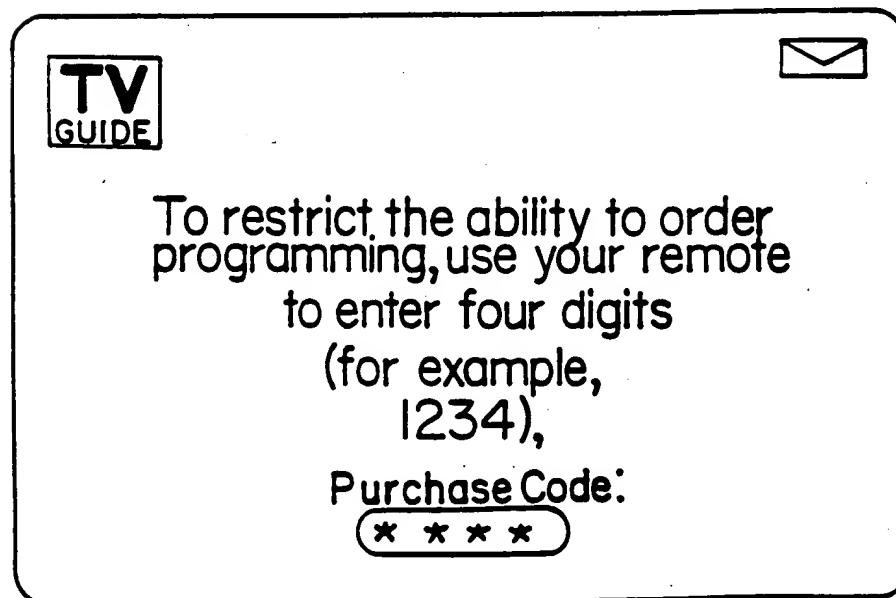 TV
GUIDE
To restrict the ability to order
programming, use your remote
to enter four digits
(for example,
1234),
Purchase Code:
* * * *